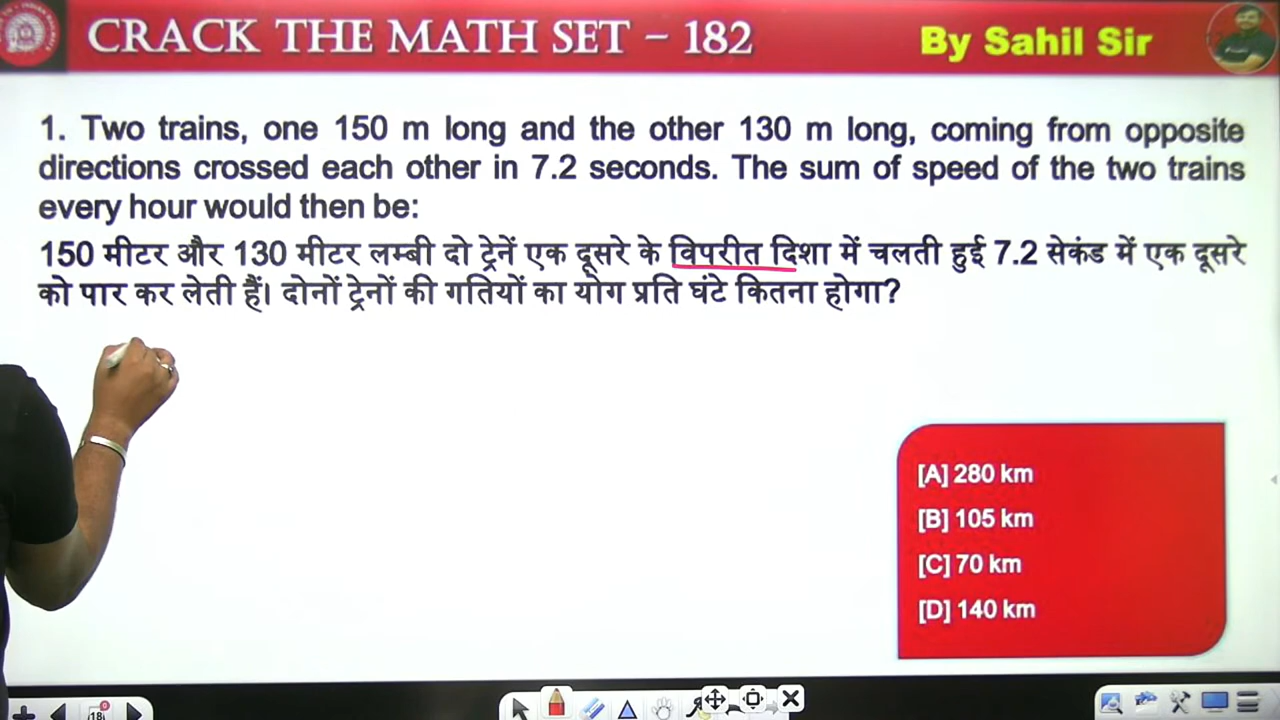 CRACK THE MATH SET – 182
By Sahil Sir
1. Two trains, one 150 m long and the other 130 m long, coming from opposite
directions crossed each other in 7.2 seconds. The sum of speed of the two trains
every hour would then be:
150 मीटर और 130 मीटर लम्बी दो ट्रेनें एक दूसरे के विपरीत दिशा में चलती हुई 7.2 सेकंड में एक दूसरे
को पार कर लेती हैं। दोनों ट्रेनों की गतियों का योग प्रति घंटे कितना होगा?
[A] 280 km
[B] 105 km
[C] 70 km
[D] 140 km